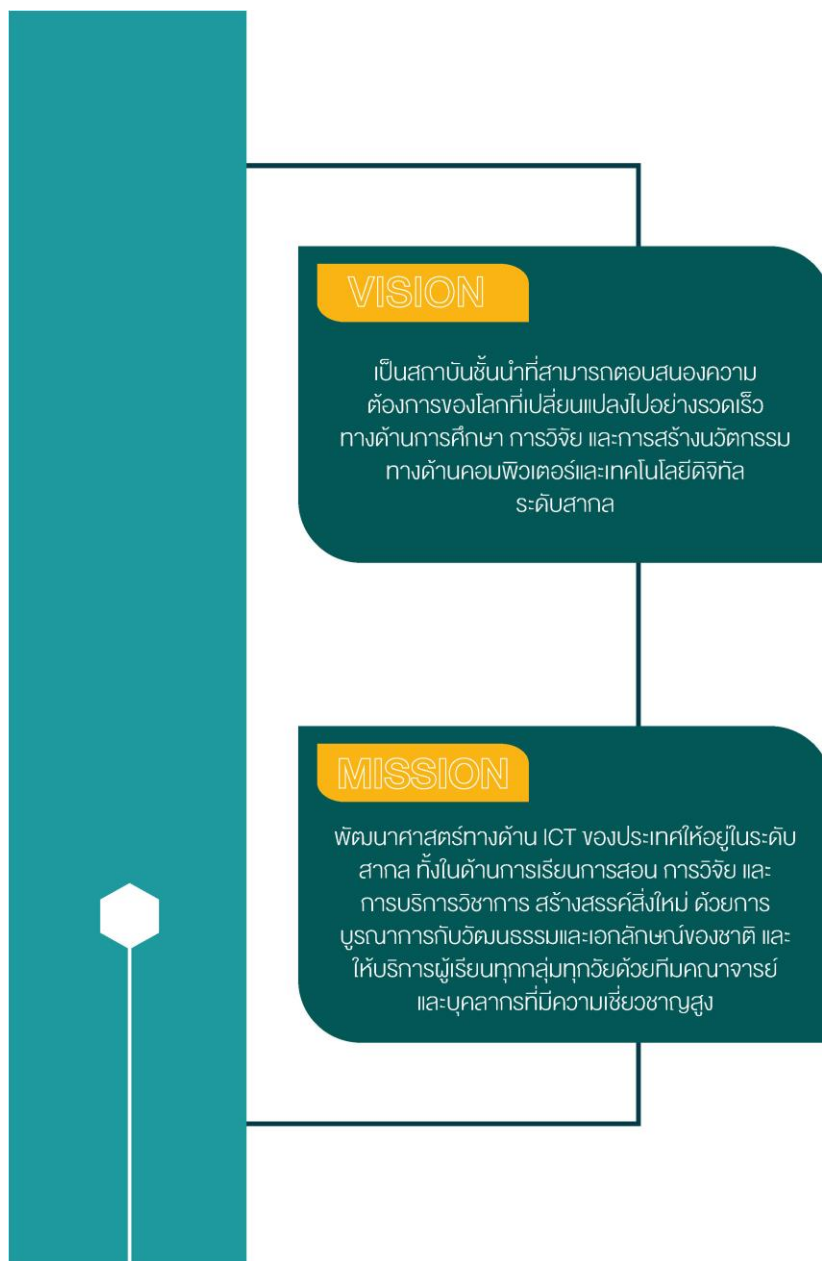 VISION
เป็นสถาบันชั้นนำที่สามารถตอบสนองความ
ต้องการของโลกที่เปลี่ยนแปลงไปอย่างรวดเร็ว
ทางด้านการศึกษา การวิจัย และการสร้างนวัตกรรม
ทางด้านคอมพิวเตอร์และเทคโนโลยีดิจิทัล
ระดับสากล
MISSION
พัฒนาศาสตร์ทางด้าน ICT ของประเทศให้อยู่ในระดับ
สากล ทั้งในด้านการเรียนการสอน การวิจัย และ
การบริการวิชาการ สร้างสรรค์สิ่งใหม่ ด้วยการ
บูรณาการกับวัฒนธรรมและเอกลักษณ์ของชาติ และ
ให้บริการผู้เรียนทุกกลุ่มทุกวัยด้วยทีมคณาจารย์
และบุคลากรที่มีความเชี่ยวชาญสูง